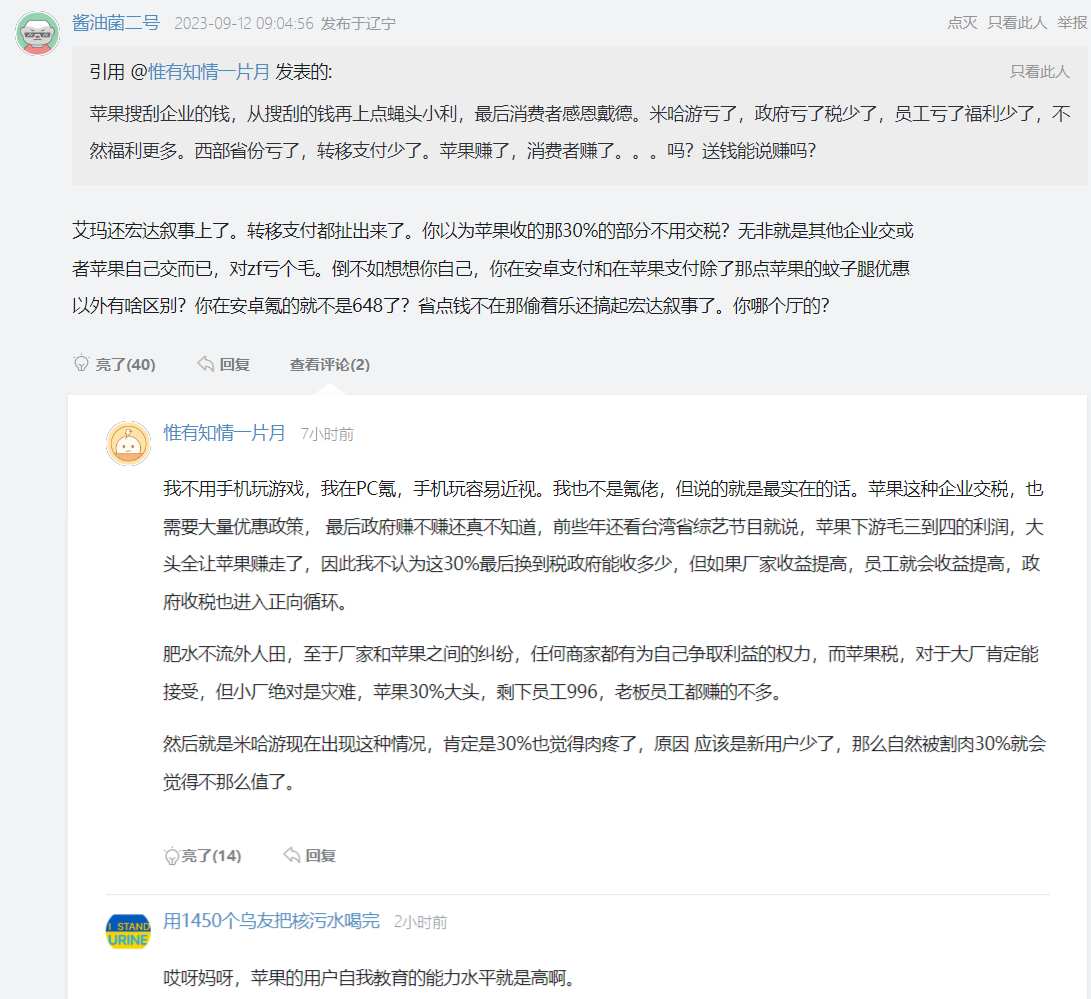 酱油菌二号 2023-09-12 09:04:56 发布于辽宁 点灭 只看此人 举报
引用 @惟有知情一片月 发表的: 只看此人
苹果搜刮企业的钱，从搜刮的钱再上点蝇头小利，最后消费者感恩戴德。米哈游亏了，政府亏了税少了，员工亏了福利少了，不
然福利更多。西部省份亏了，转移支付少了。苹果赚了，消费者赚了。。。吗？送钱能说赚吗？
艾玛还宏达叙事上了。转移支付都扯出来了。你以为苹果收的那30%的部分不用交税？无非就是其他企业交或
者苹果自己交而已，对zf亏个毛。倒不如想想你自己，你在安卓支付和在苹果支付除了那点苹果的蚊子腿优惠
以外有啥区别？你在安卓氪的就不是648了？省点钱不在那偷着乐还搞起宏达叙事了。你哪个厅的？
亮了(40) 回复 查看评论(2)
惟有知情一片月 7小时前
我不用手机玩游戏，我在PC氪，手机玩容易近视。我也不是氪佬，但说的就是最实在的话。苹果这种企业交税，也
需要大量优惠政策， 最后政府赚不赚还真不知道，前些年还看台湾省综艺节目就说，苹果下游毛三到四的利润，大
头全让苹果赚走了，因此我不认为这30%最后换到税政府能收多少，但如果厂家收益提高，员工就会收益提高，政
府收税也进入正向循环。
肥水不流外人田，至于厂家和苹果之间的纠纷，任何商家都有为自己争取利益的权力，而苹果税，对于大厂肯定能
接受，但小厂绝对是灾难，苹果30%大头，剩下员工996，老板员工都赚的不多。
然后就是米哈游现在出现这种情况，肯定是30%也觉得肉疼了，原因 应该是新用户少了，那么自然被割肉30%就会
觉得不那么值了。
亮了(14) 回复
I STAND
URINE
用1450个乌友把核污水喝完 2小时前
哎呀妈呀，苹果的用户自我教育的能力水平就是高啊。